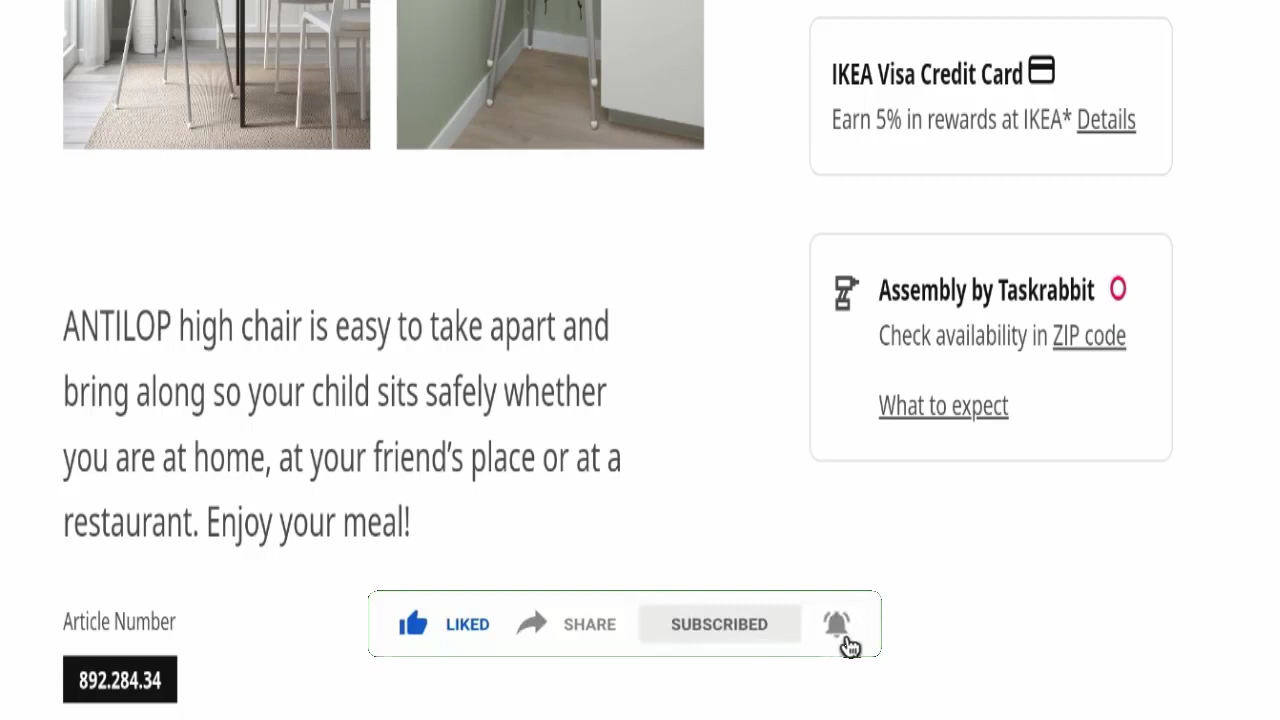 IKEA Visa Credit Card
Earn 5% in rewards at IKEA* Details
Assembly by Taskrabbit
Check availability in ZIP code
What to expect
ANTILOP high chair is easy to take apart and
bring along so your child sits safely whether
you are at home, at your friend’s place or at a
restaurant. Enjoy your meal!
Article Number
892.284.34
LIKED SHARE SUBSCRIBED